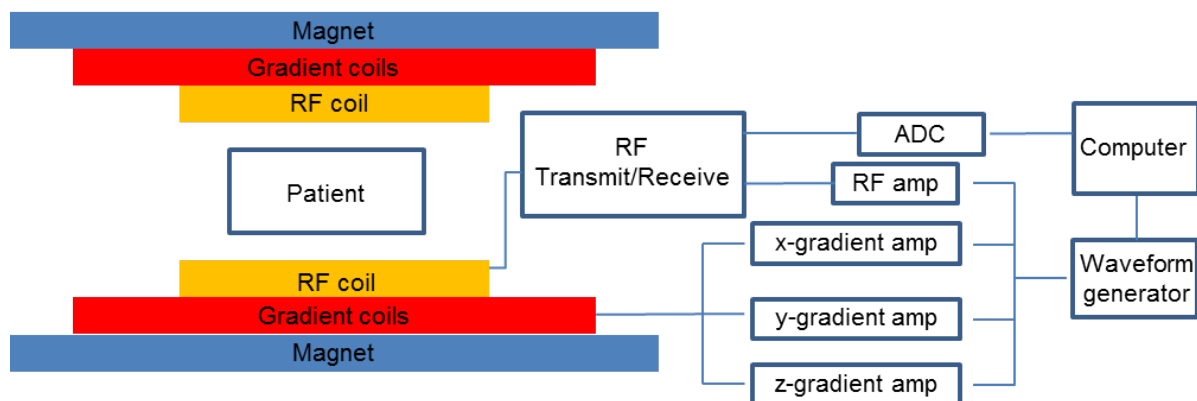 Magnet
Gradient coils
RF coil
Patient
RF coil
Gradient coils
Magnet
RF
Transmit/Receive
ADC
RF amp
x-gradient amp
y-gradient amp
z-gradient amp
Computer
Waveform
generator